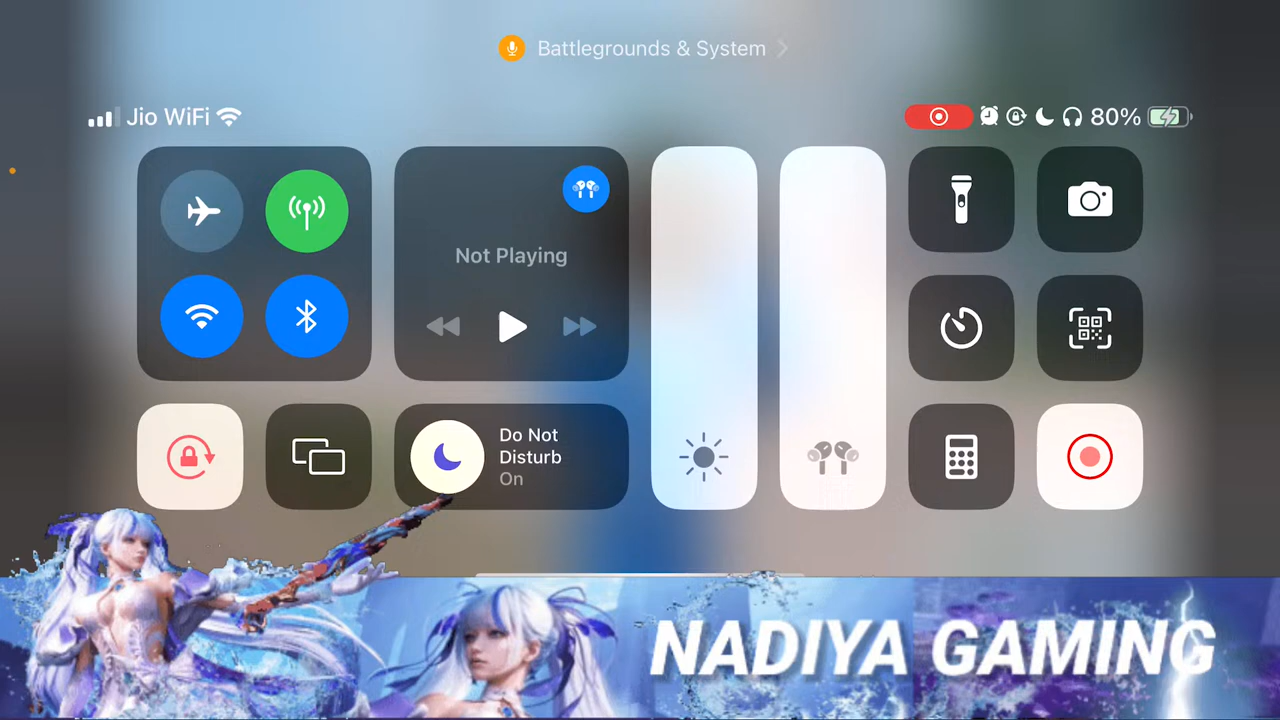 Battlegrounds & System
Jio WiFi
80%
Not Playing
Do Not
Disturb
On
NADIYA GAMING